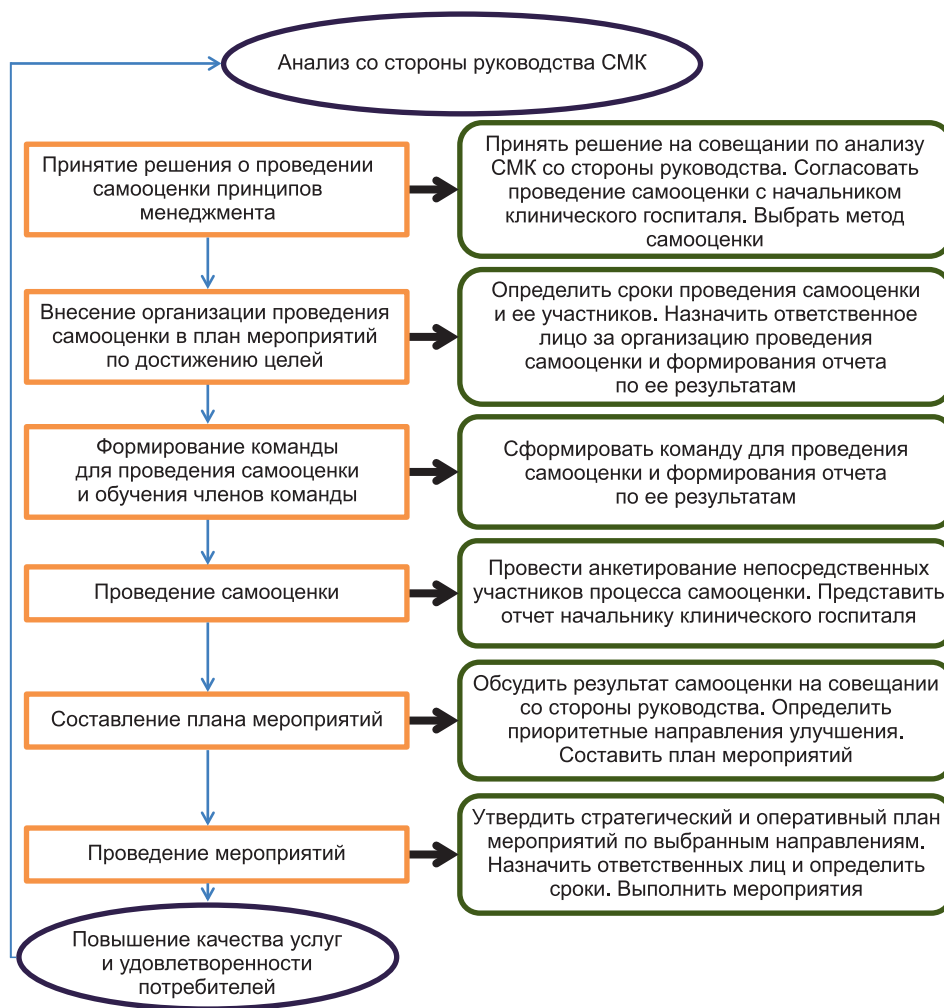 Анализ со стороны руководства СМК
Принятие решения о проведении
самооценки принципов
менеджмента
Принять решение на совещании по анализу
СМК со стороны руководства. Согласовать
проведение самооценки с начальником
клинического госпиталя. Выбрать метод
самооценки
Внесение организации проведения
самооценки в план мероприятий
по достижению целей
Определить сроки проведения самооценки
и ее участников. Назначить ответственное
лицо за организацию проведения
самооценки и формирования отчета
по ее результатам
Формирование команды
для проведения самооценки
и обучения членов команды
Сформировать команду для проведения
самооценки и формирования отчета
по ее результатам
Проведение самооценки
Провести анкетирование непосредственных
участников процесса самооценки. Представить
отчет начальнику клинического госпиталя
Составление плана мероприятий
Обсудить результат самооценки на совещании
со стороны руководства. Определить
приоритетные направления улучшения.
Составить план мероприятий
Проведение мероприятий
Утвердить стратегический и оперативный план
мероприятий по выбранным направлениям.
Назначить ответственных лиц и определить
сроки. Выполнить мероприятия
Повышение качества услуг
и удовлетворенности
потребителей